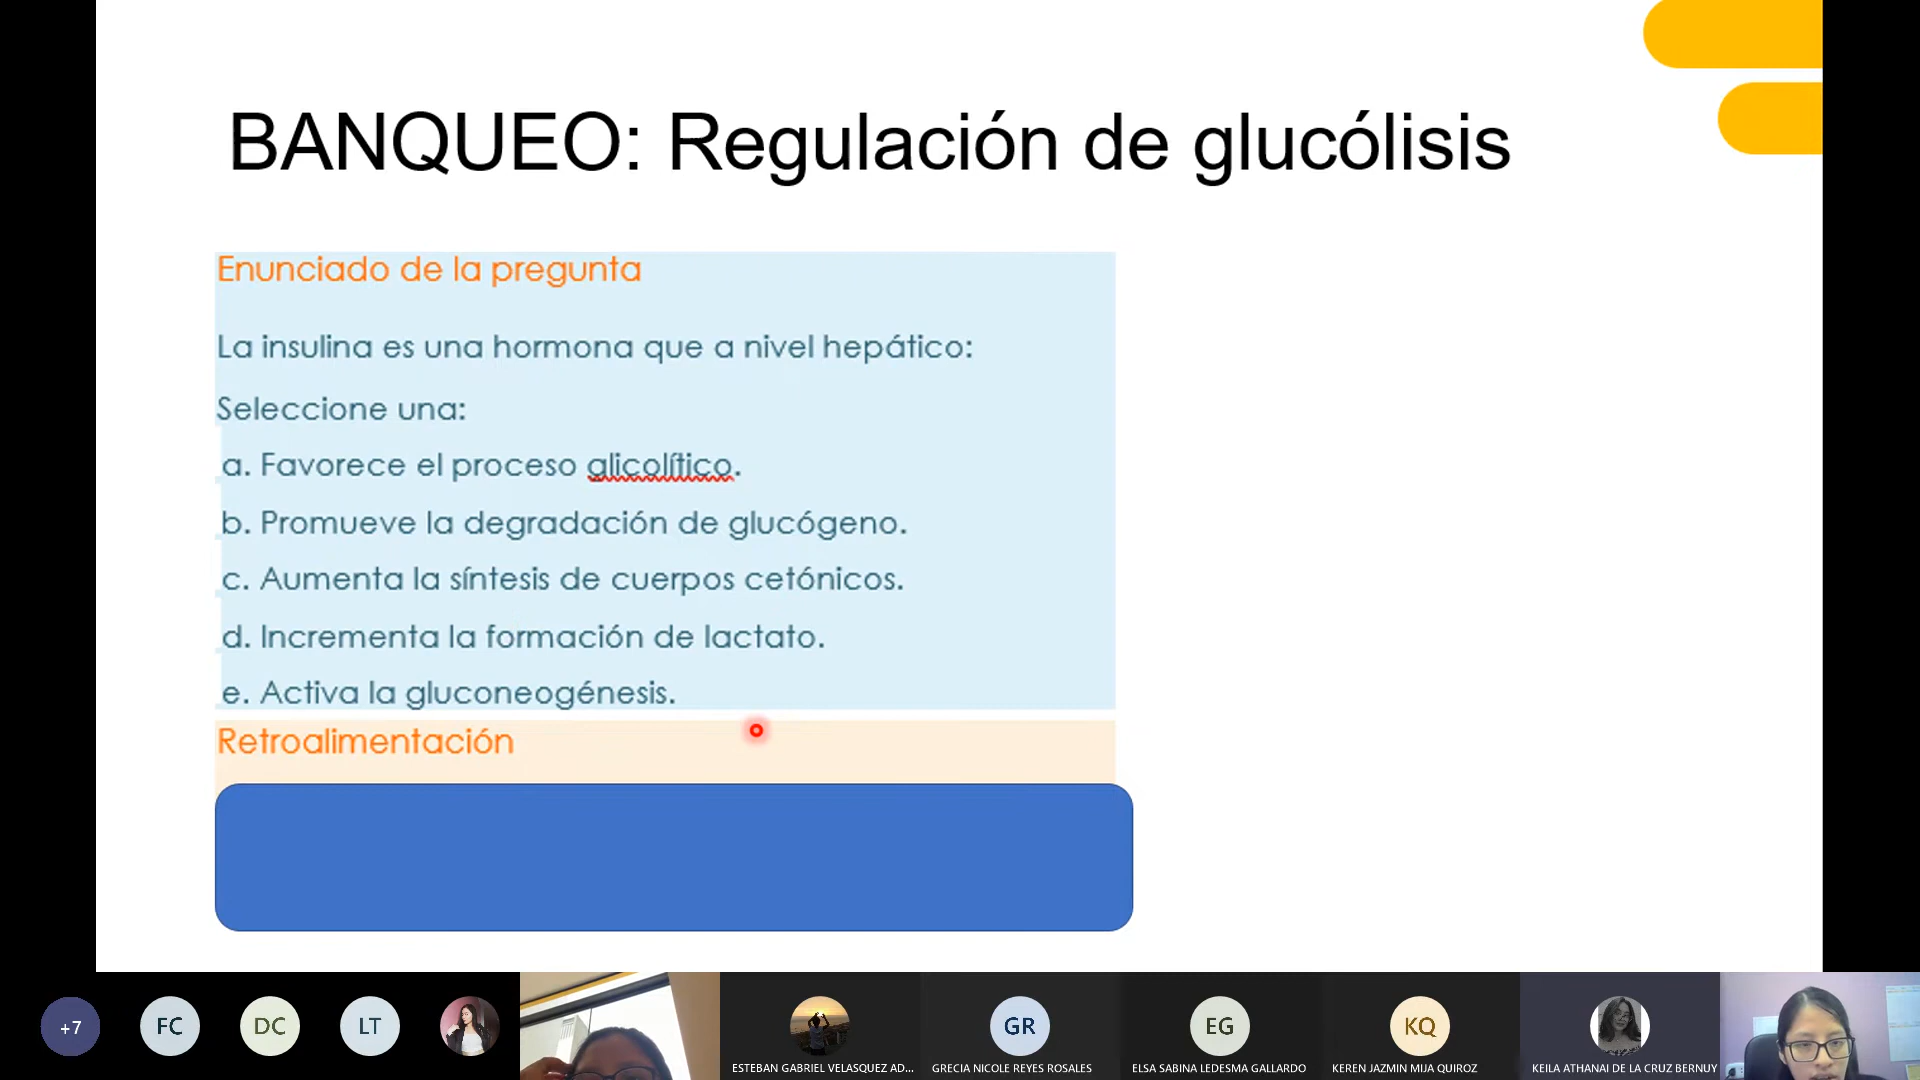 BANQUEO: Regulación de glucólisis
Enunciado de la pregunta
La insulina es una hormona que a nivel hepático:
Seleccione una:
a. Favorece el proceso glicolítico.
b. Promueve la degradación de glucógeno.
c. Aumenta la síntesis de cuerpos cetónicos.
d. Incrementa la formación de lactato.
e. Activa la gluconeogénesis.
Retroalimentación
+7
FC
DC
LT
GR
EG
KQ
ESTEBAN GABRIEL VELASQUEZ AD...
GRECIA NICOLE REYES ROSALES
ELSA SABINA LEDESMA GALLARDO
KEREN JAZMIN MIJA QUIROZ
KEILA ATHANAI DE LA CRUZ BERNUY